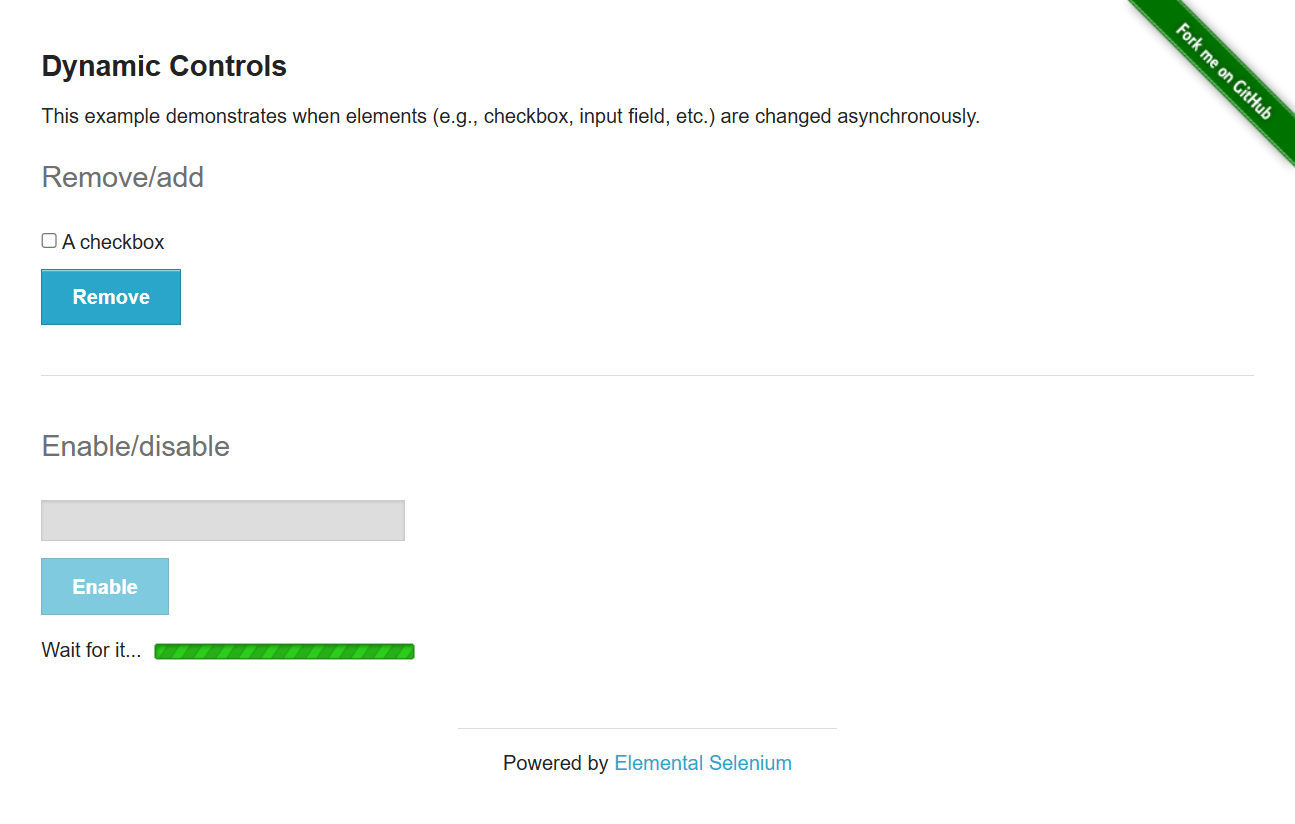 Fork me on GitHub
Dynamic Controls
This example demonstrates when elements (e.g., checkbox, input field, etc.) are changed asynchronously.
Remove/add
A checkbox
Remove
Enable/disable
Enable
Wait for it...
Powered by Elemental Selenium